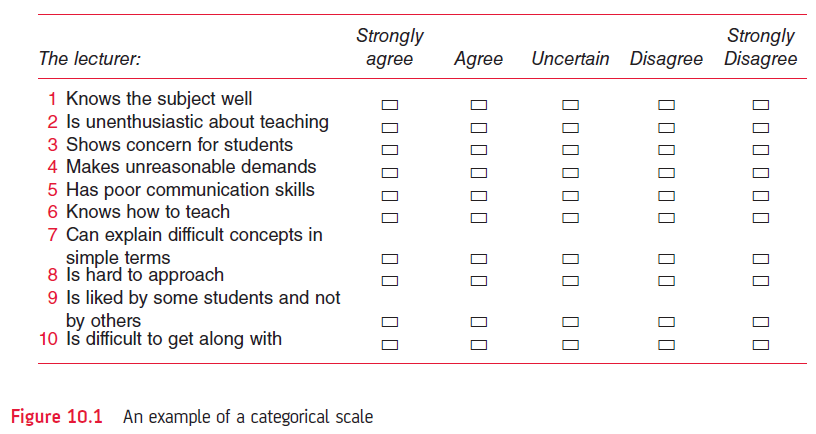 The lecturer: Strongly agree Agree Uncertain Disagree Strongly Disagree
1 Knows the subject well
2 Is unenthusiastic about teaching
3 Shows concern for students
4 Makes unreasonable demands
5 Has poor communication skills
6 Knows how to teach
7 Can explain difficult concepts in
simple terms
8 Is hard to approach
9 Is liked by some students and not
by others
10 Is difficult to get along with
Figure 10.1 An example of a categorical scale